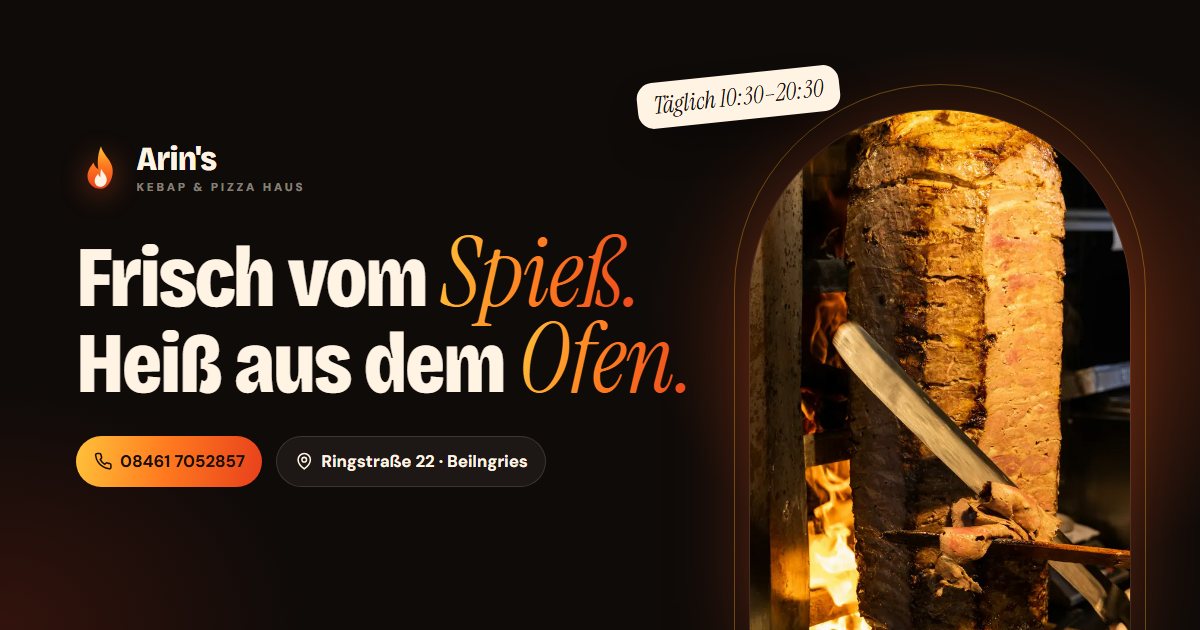 Täglich 10:30–20:30
Arin's
KEBAP & PIZZA HAUS
Frisch vom Spieß.
Heiß aus dem Ofen.
08461 7052857
Ringstraße 22 · Beilngries